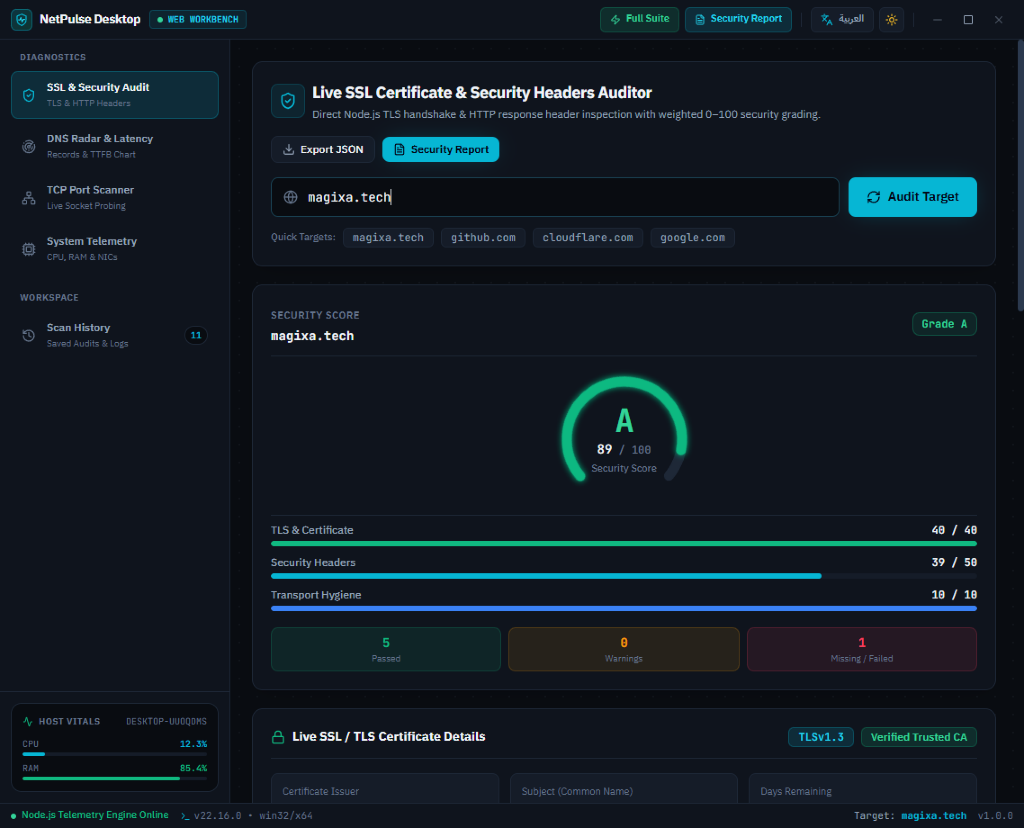 NetPulse Desktop
WEB WORKBENCH
Full Suite
Security Report
العربية
DIAGNOSTICS
SSL & Security Audit
TLS & HTTP Headers
DNS Radar & Latency
Records & TTFB Chart
TCP Port Scanner
Live Socket Probing
System Telemetry
CPU, RAM & NICs
WORKSPACE
Scan History
Saved Audits & Logs
11
HOST VITALS
DESKTOP-UUOQDMS
CPU
12.3%
RAM
85.4%
Live SSL Certificate & Security Headers Auditor
Direct Node.js TLS handshake & HTTP response header inspection with weighted 0–100 security grading.
Export JSON
Security Report
magixa.tech
Audit Target
Quick Targets:
magixa.tech
github.com
cloudflare.com
google.com
SECURITY SCORE
magixa.tech
Grade A
A
89 / 100
Security Score
TLS & Certificate
40 / 40
Security Headers
39 / 50
Transport Hygiene
10 / 10
5
Passed
0
Warnings
1
Missing / Failed
Live SSL / TLS Certificate Details
TLSv1.3
Verified Trusted CA
Certificate Issuer
Subject (Common Name)
Days Remaining
Node.js Telemetry Engine Online
>_ v22.16.0 • win32/x64
Target: magixa.tech
v1.0.0